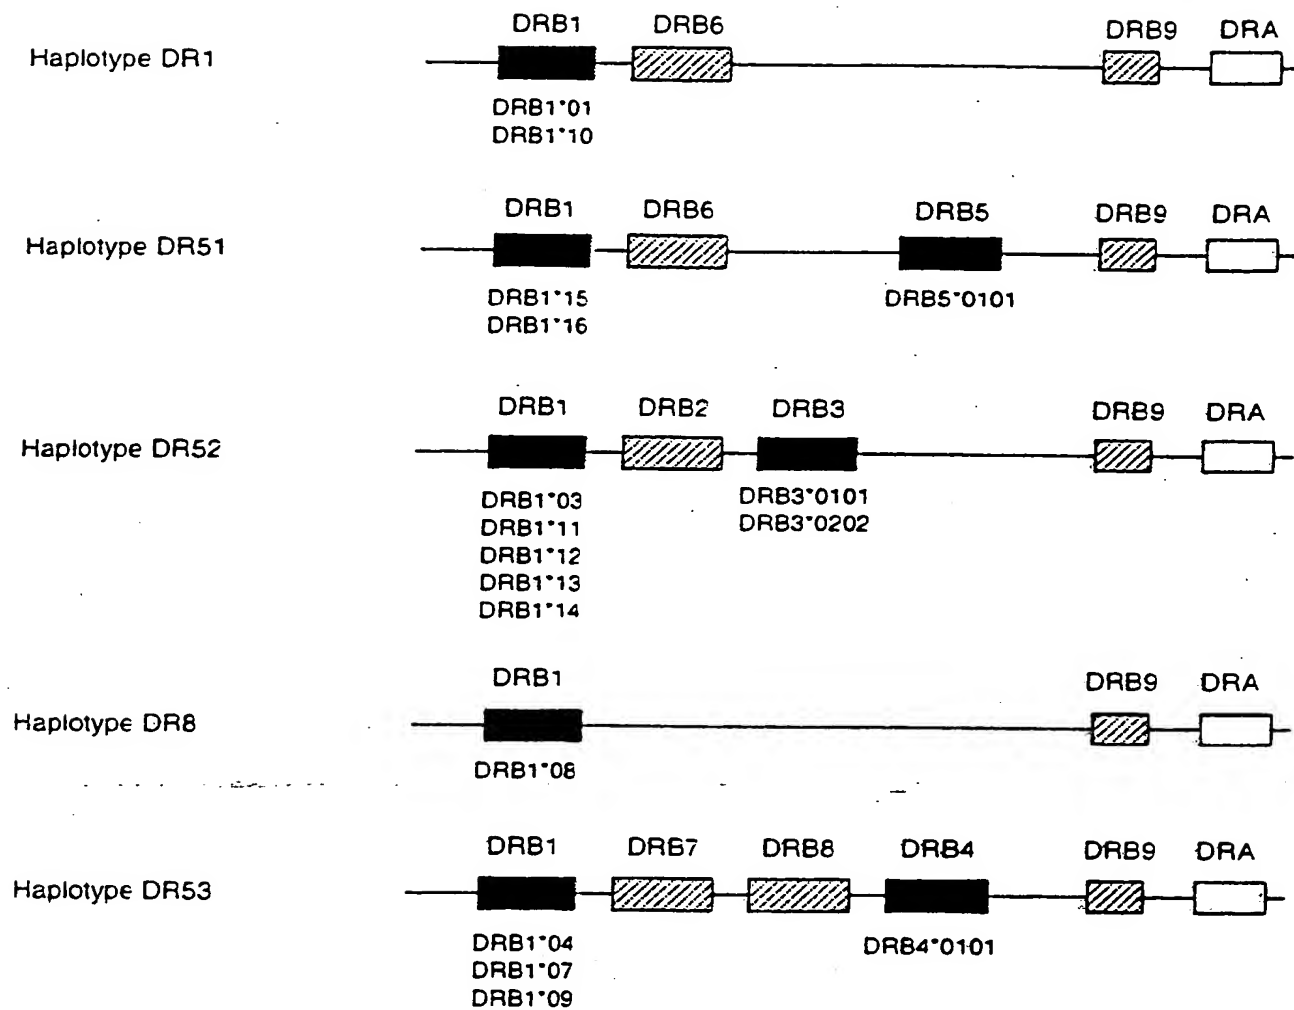 DRB1 DRB6 DRB9 DRA
Haplotype DR1
DRB1*01
DRB1*10
DRB1 DRB6 DRB5 DRB9 DRA
Haplotype DR51
DRB1*15 DRB5*0101
DRB1*16
DRB1 DRB2 DRB3 DRB9 DRA
Haplotype DR52
DRB1*03 DRB3*0101
DRB1*11 DRB3*0202
DRB1*12
DRB1*13
DRB1*14
DRB1 DRB9 DRA
Haplotype DR8
DRB1*08
DRB1 DRB7 DRB8 DRB4 DRB9 DRA
Haplotype DR53
DRB1*04 DRB4*0101
DRB1*07
DRB1*09